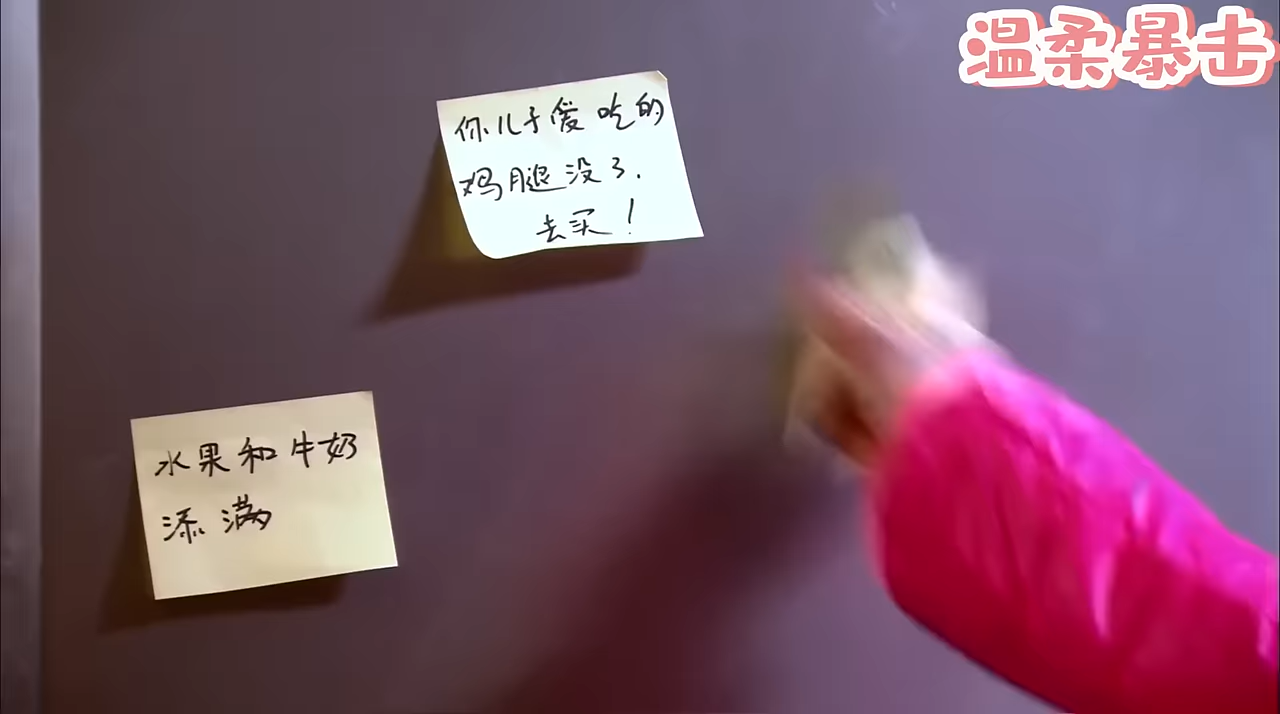 温柔暴击
你儿子爱吃的
鸡腿没了.
去买！
水果和牛奶
添满